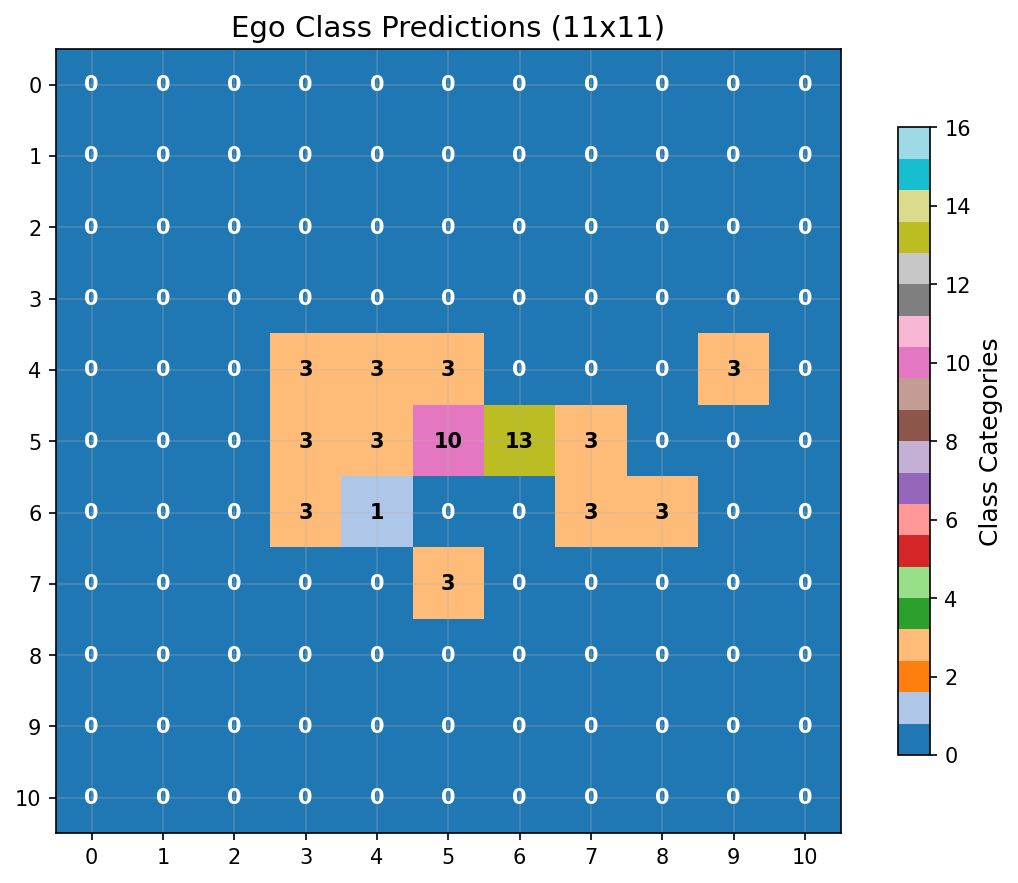 Ego Class Predictions (11x11)
0 0 0 0 0 0 0 0 0 0 0 0
1 0 0 0 0 0 0 0 0 0 0 0
2 0 0 0 0 0 0 0 0 0 0 0
3 0 0 0 0 0 0 0 0 0 0 0
4 0 0 0 3 3 3 0 0 0 3 0
5 0 0 0 3 3 10 13 3 0 0 0
6 0 0 0 3 1 0 0 3 3 0 0
7 0 0 0 0 0 3 0 0 0 0 0
8 0 0 0 0 0 0 0 0 0 0 0
9 0 0 0 0 0 0 0 0 0 0 0
10 0 0 0 0 0 0 0 0 0 0 0
0 1 2 3 4 5 6 7 8 9 10
16
14
12
10
8
6
4
2
0
Class Categories